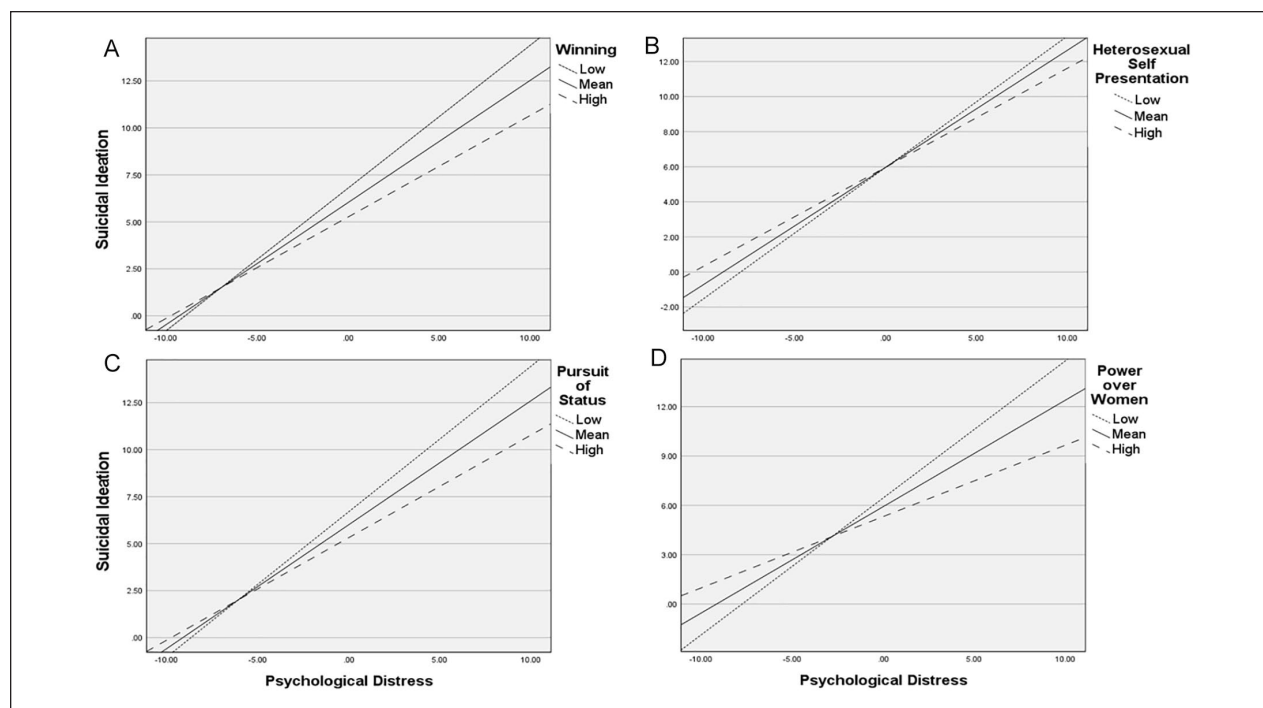 A
Winning
Low
Mean
High
12.50
10.00
7.50
5.00
2.50
.00
Suicidal Ideation
-10.00 -5.00 .00 5.00 10.00
B
Heterosexual
Self
Presentation
Low
Mean
High
12.00
10.00
8.00
6.00
4.00
2.00
.00
-2.00
-10.00 -5.00 .00 5.00 10.00
C
Pursuit
of
Status
Low
Mean
High
12.50
10.00
7.50
5.00
2.50
.00
Suicidal Ideation
-10.00 -5.00 .00 5.00 10.00
Psychological Distress
D
Power
over
Women
Low
Mean
High
12.00
9.00
6.00
3.00
.00
-10.00 -5.00 .00 5.00 10.00
Psychological Distress